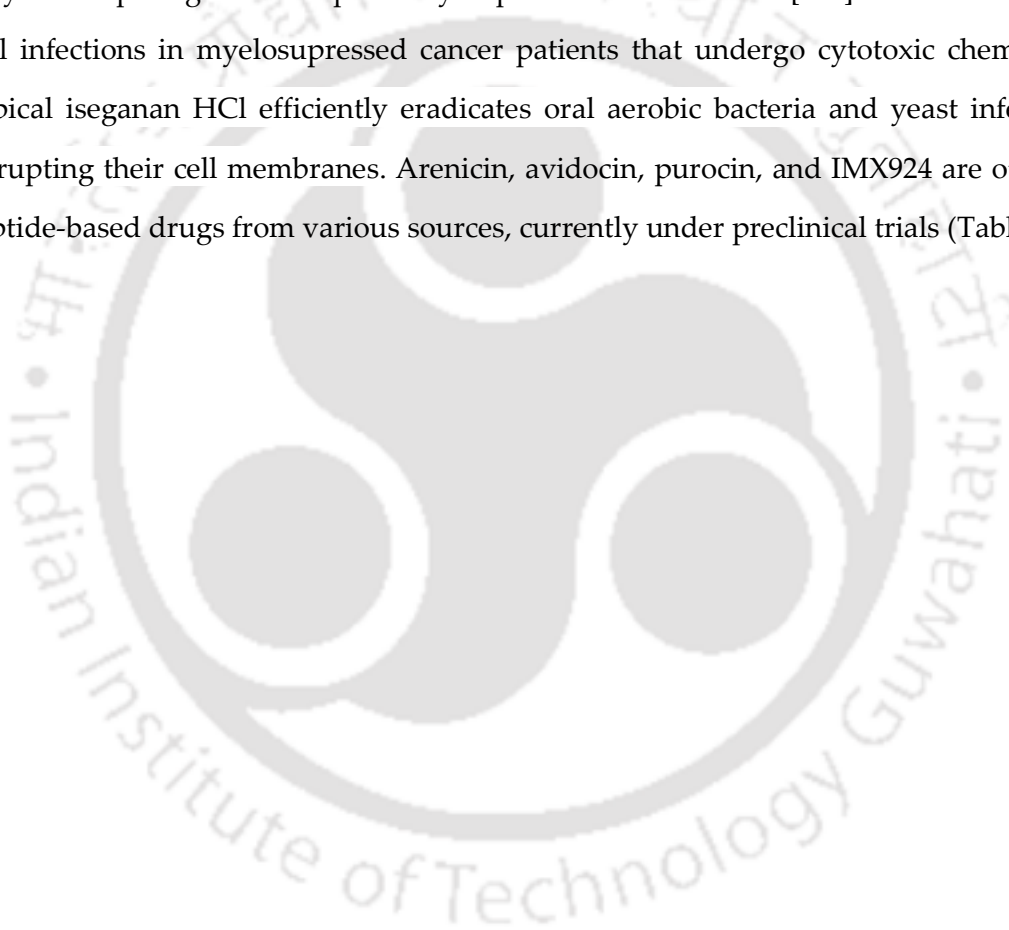 l infections in myelosupressed cancer patients that undergo cytotoxic chem
pical iseganan HCl efficiently eradicates oral aerobic bacteria and yeast inf
rupting their cell membranes. Arenicin, avidocin, purocin, and IMX924 are o
ptide-based drugs from various sources, currently under preclinical trials (Tabl
Indian Institute of Technology Guwahati